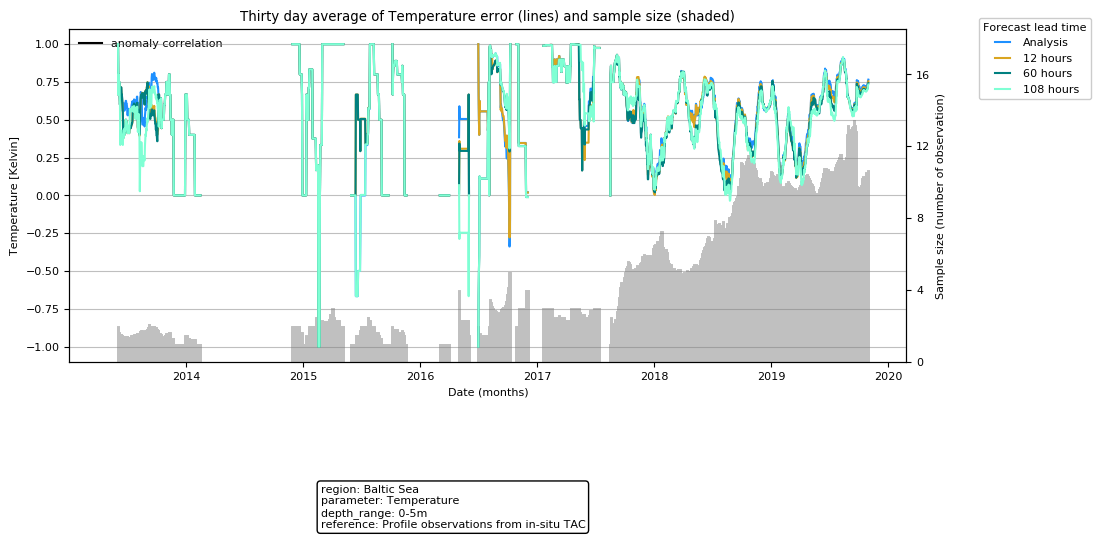 Thirty day average of Temperature error (lines) and sample size (shaded)
anomaly correlation
Forecast lead time
Analysis
12 hours
60 hours
108 hours
Temperature [Kelvin]
1.00
0.75
0.50
0.25
0.00
−0.25
−0.50
−0.75
−1.00
Sample size (number of observation)
16
12
8
4
0
2014 2015 2016 2017 2018 2019 2020
Date (months)
region: Baltic Sea
parameter: Temperature
depth_range: 0-5m
reference: Profile observations from in-situ TAC